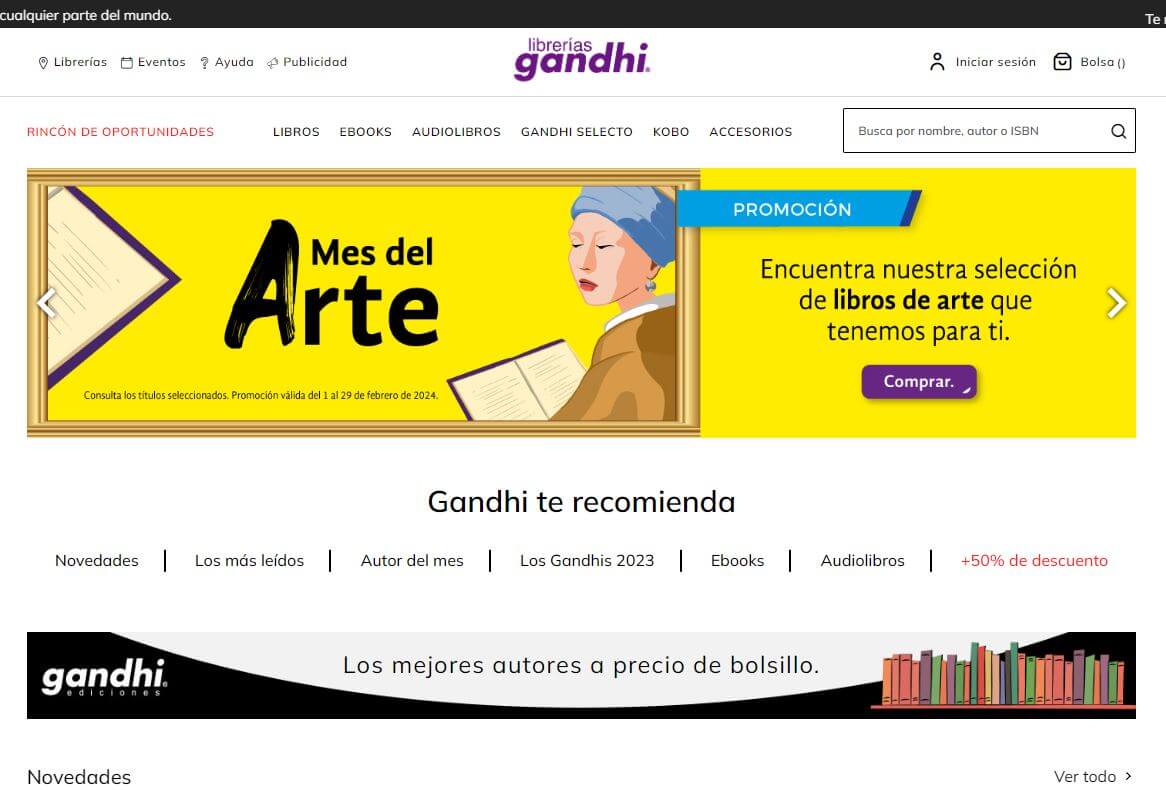 cualquier parte del mundo.
Te
Librerías Eventos Ayuda Publicidad
librerías
gandhi
Iniciar sesión Bolsa ()
RINCÓN DE OPORTUNIDADES LIBROS EBOOKS AUDIOLIBROS GANDHI SELECTO KOBO ACCESORIOS
Busca por nombre, autor o ISBN
Mes del
Arte
Consulta los títulos seleccionados. Promoción válida del 1 al 29 de febrero de 2024.
PROMOCIÓN
Encuentra nuestra selección
de libros de arte que
tenemos para ti.
Comprar.
Gandhi te recomienda
Novedades Los más leídos Autor del mes Los Gandhis 2023 Ebooks Audiolibros +50% de descuento
gandhi
ediciones
Los mejores autores a precio de bolsillo.
Novedades
Ver todo